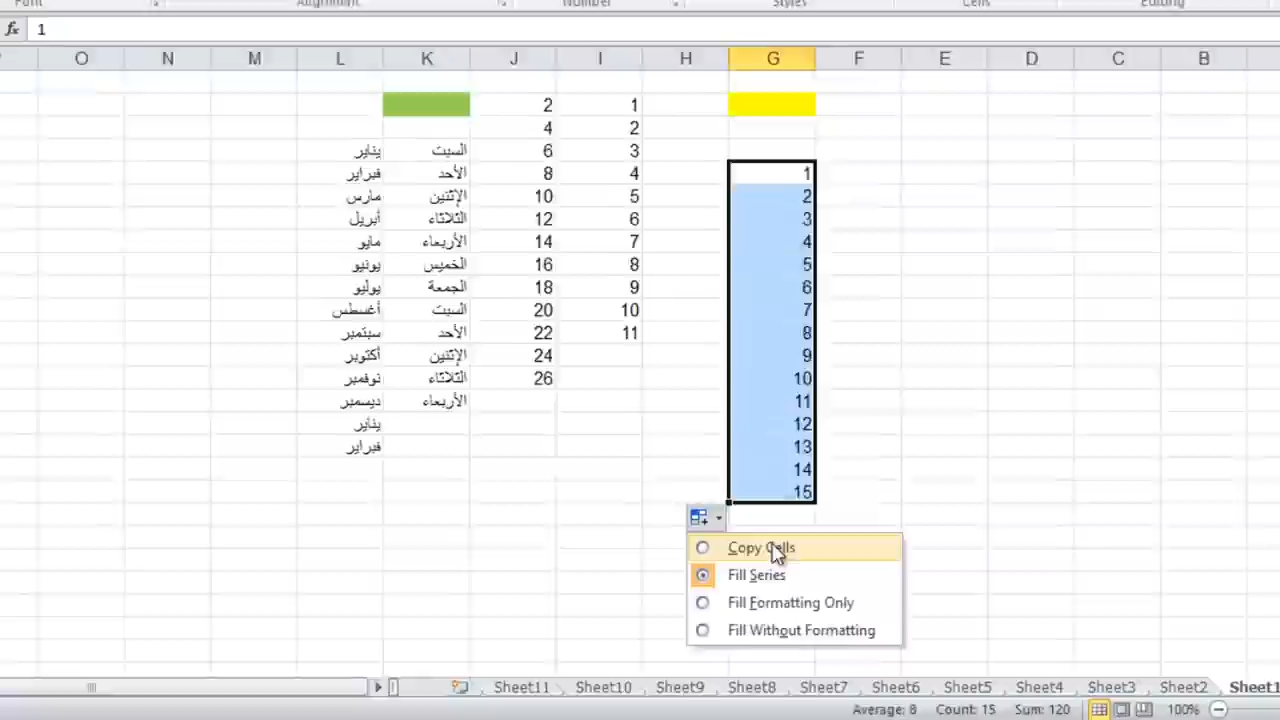 Font Alignment Number Styles Cells Editing
fx 1
O N M L K J I H G F E D C B
2 1
4 2
يناير السبت 6 3
فبراير الأحد 8 4 1
مارس الإثنين 10 5 2
أبريل الثلاثاء 12 6 3
مايو الأربعاء 14 7 4
يونيو الخميس 16 8 5
يوليو الجمعة 18 9 6
أغسطس السبت 20 10 7
سبتمبر الأحد 22 11 8
أكتوبر الإثنين 24 9
نوفمبر الثلاثاء 26 10
ديسمبر الأربعاء 11
يناير 12
فبراير 13
14
15
Copy Cells
Fill Series
Fill Formatting Only
Fill Without Formatting
Sheet11 Sheet10 Sheet9 Sheet8 Sheet7 Sheet6 Sheet5 Sheet4 Sheet3 Sheet2 Sheet1
Average: 8 Count: 15 Sum: 120 100%